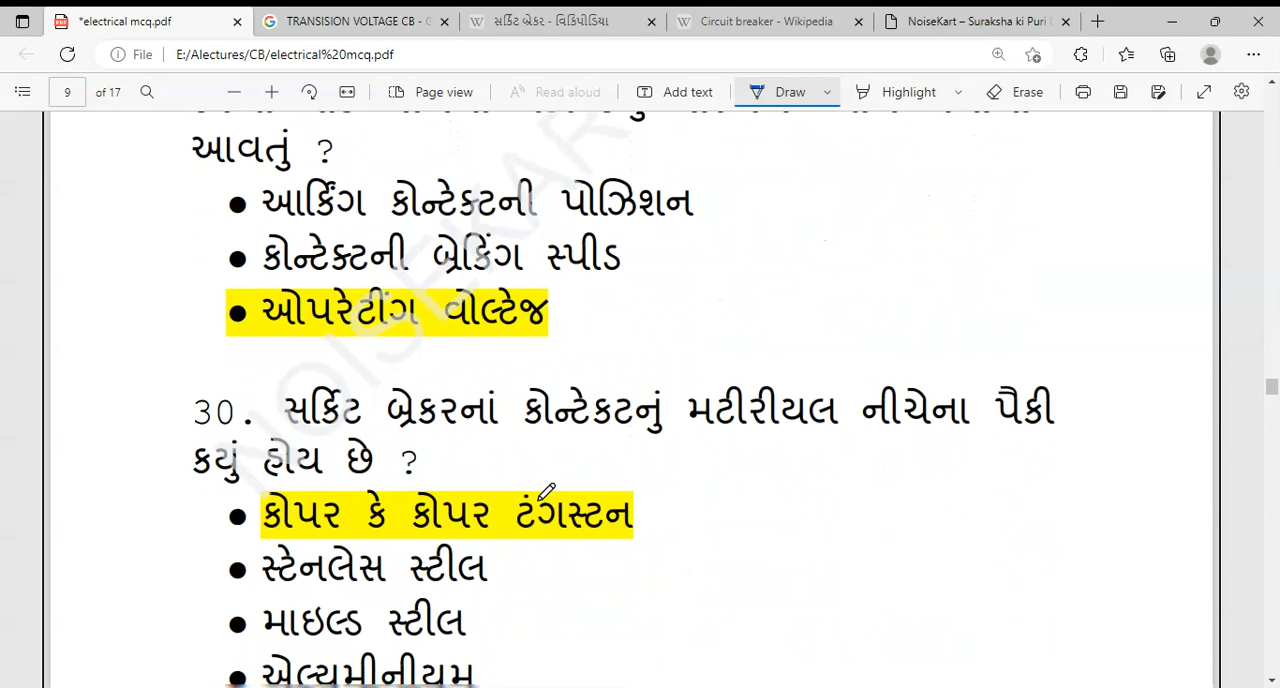 *electrical mcq.pdf
TRANSISION VOLTAGE CB - G
સર્કિટ બ્રેકર - વિકિપીડિયા
Circuit breaker - Wikipedia
NoiseKart – Suraksha ki Puri G
File E:/Alectures/CB/electrical%20mcq.pdf
9 of 17 Page view Read aloud Add text Draw Highlight Erase
આવતું ?
● આર્કિંગ કોન્ટેક્ટની પોઝિશન
● કોન્ટેક્ટની બ્રેકિંગ સ્પીડ
● ઓપરેટીંગ વોલ્ટેજ
30. સર્કિટ બ્રેકરનાં કોન્ટેકટનું મટીરીયલ નીચેના પૈકી
કયું હોય છે ?
● કોપર કે કોપર ટંગસ્ટન
● સ્ટેનલેસ સ્ટીલ
● માઇલ્ડ સ્ટીલ
● એલ્યુમીનીયમ
NOISEKAR